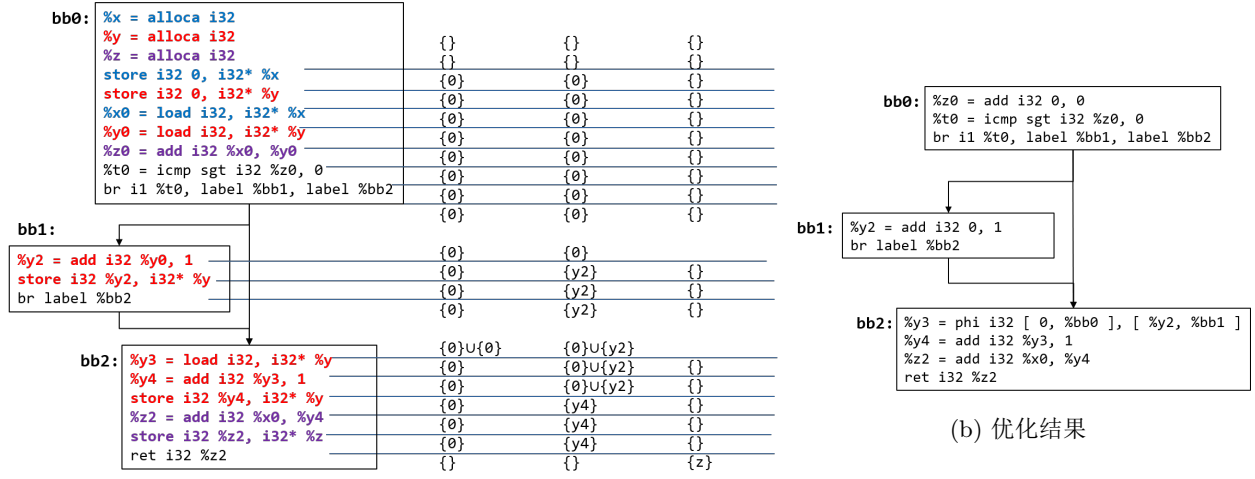 bb0:
%x = alloca i32
%y = alloca i32
%z = alloca i32
store i32 0, i32* %x
store i32 0, i32* %y
%x0 = load i32, i32* %x
%y0 = load i32, i32* %y
%z0 = add i32 %x0, %y0
%t0 = icmp sgt i32 %z0, 0
br i1 %t0, label %bb1, label %bb2
{} {} {}
{} {} {}
{0} {0} {}
{0} {0} {}
{0} {0} {}
{0} {0} {}
{0} {0} {}
{0} {0} {}
{0} {0} {}
{0} {0} {}
bb1:
%y2 = add i32 %y0, 1
store i32 %y2, i32* %y
br label %bb2
{0} {0}
{0} {y2} {}
{0} {y2} {}
{0} {y2} {}
bb2:
%y3 = load i32, i32* %y
%y4 = add i32 %y3, 1
store i32 %y4, i32* %y
%z2 = add i32 %x0, %y4
store i32 %z2, i32* %z
ret i32 %z2
{0}∪{0} {0}∪{y2}
{0} {0}∪{y2} {}
{0} {0}∪{y2} {}
{0} {y4} {}
{0} {y4} {}
{0} {y4} {}
{} {} {z}
bb0:
%z0 = add i32 0, 0
%t0 = icmp sgt i32 %z0, 0
br i1 %t0, label %bb1, label %bb2
bb1:
%y2 = add i32 0, 1
br label %bb2
bb2:
%y3 = phi i32 [ 0, %bb0 ], [ %y2, %bb1 ]
%y4 = add i32 %y3, 1
%z2 = add i32 %x0, %y4
ret i32 %z2
(b) 优化结果